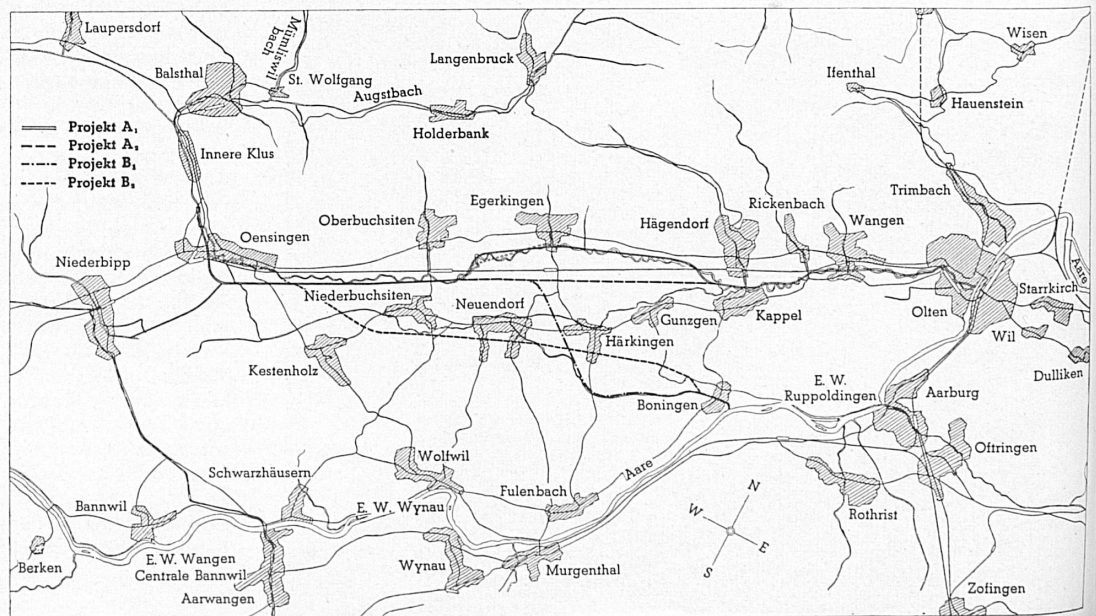 Laupersdorf
Mümliswil
bach
Langenbruck
Wisen
Balsthal
St. Wolfgang
Ifenthal
Augstbach
Hauenstein
Holderbank
Projekt A₁
Projekt A₂
Projekt B₁
Projekt B₂
Innere Klus
Trimbach
Egerkingen
Rickenbach
Oberbuchsiten
Hägendorf
Wangen
Oensingen
Niederbipp
Aare
Starrkirch
Niederbuchsiten
Neuendorf
Gunzgen
Kappel
Olten
Härkingen
Wil
Kestenholz
Dulliken
E. W.
Ruppoldingen
Aarburg
Boningen
Oftringen
Wolfwil
Schwarzhäusern
Aare
Fulenbach
N
W
E
S
Bannwil
E. W. Wynau
Rothrist
E. W. Wangen
Centrale Bannwil
Berken
Wynau
Murgenthal
Aarwangen
Zofingen